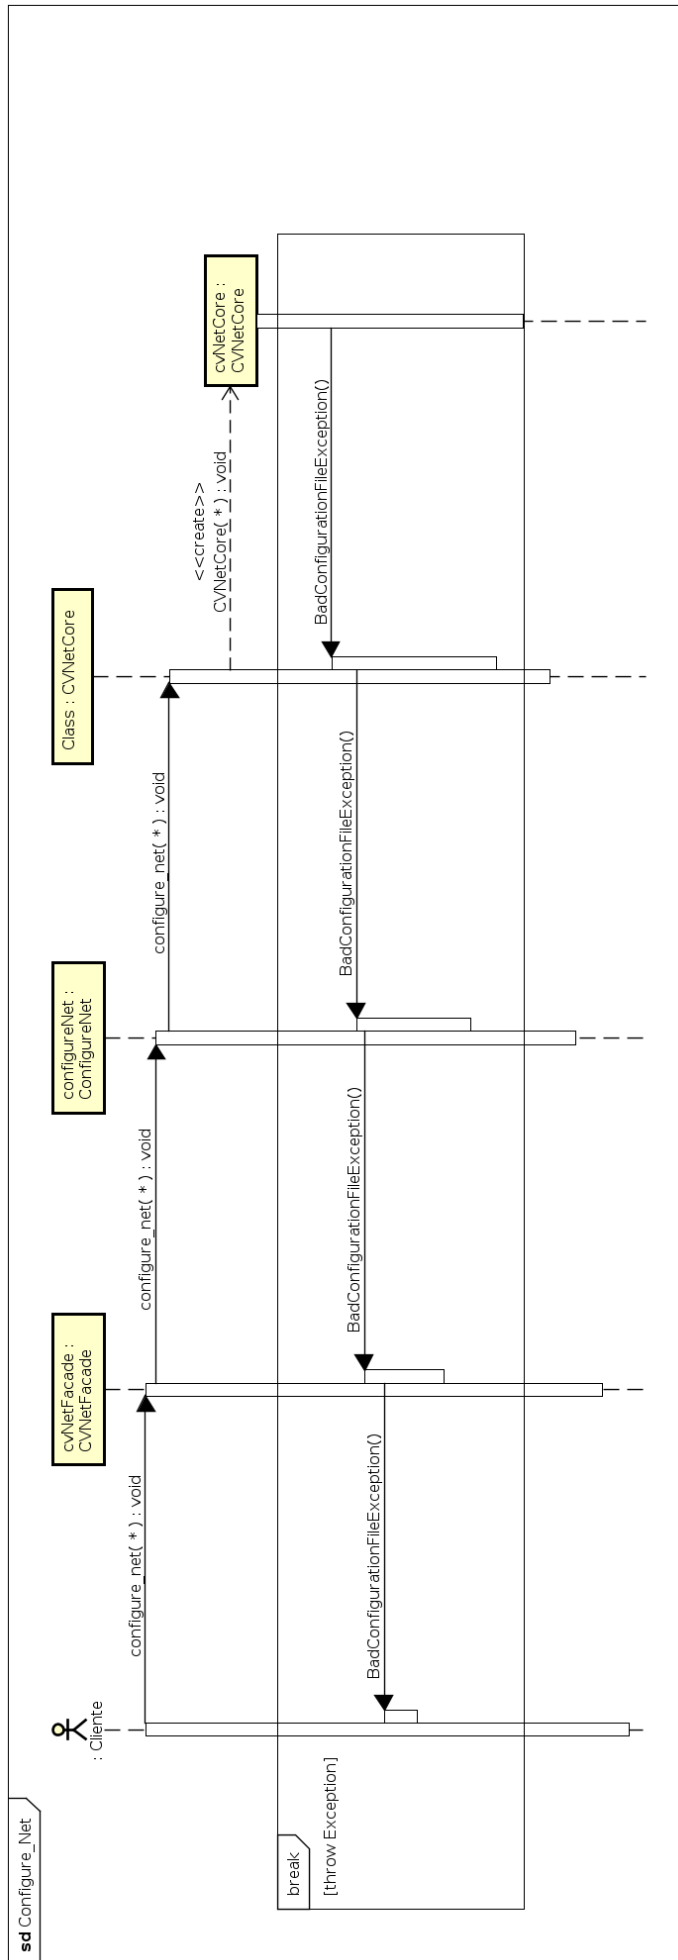 sd Configure_Net
: Cliente
cvNetFacade :
CVNetFacade
configureNet :
ConfigureNet
Class : CVNetCore
configure_net( * ) : void
configure_net( * ) : void
configure_net( * ) : void
<<create>>
CVNetCore( * ) : void
cvNetCore :
CVNetCore
break
[throw Exception]
BadConfigurationFileException()
BadConfigurationFileException()
BadConfigurationFileException()
BadConfigurationFileException()